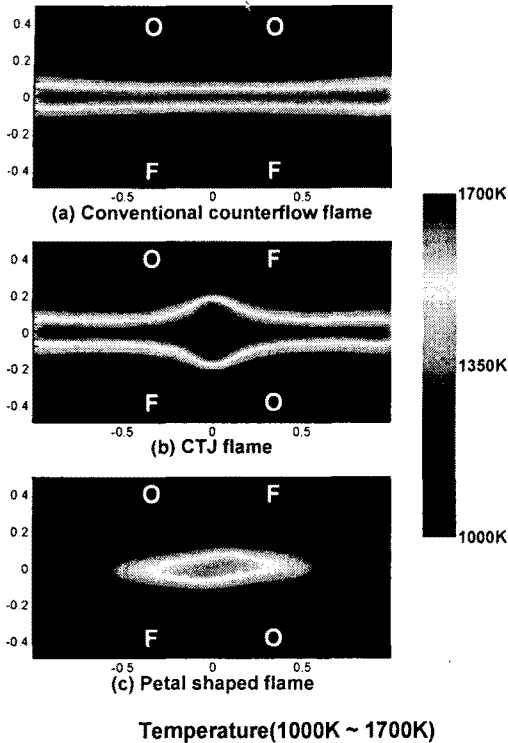 0.4 O O
0.2
0
-0.2
-0.4 F F
-0.5 0 0.5
(a) Conventional counterflow flame
1700K
0.4 O F
0.2
0
-0.2
-0.4 F O
1350K
-0.5 0 0.5
(b) CTJ flame
0.4 O F
0.2
1000K
0
-0.2
-0.4 F O
-0.5 0 0.5
(c) Petal shaped flame
Temperature(1000K ~ 1700K)